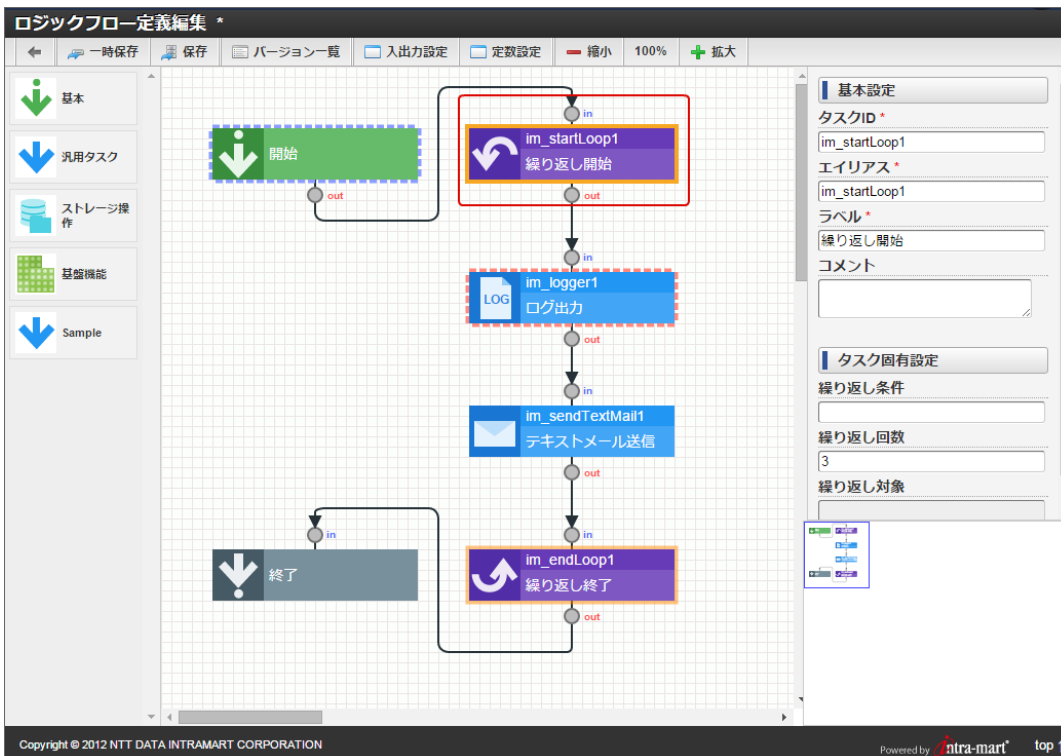 ロジックフロー定義編集 *
一時保存 保存 バージョン一覧 入出力設定 定数設定 縮小 100% 拡大
基本
汎用タスク
ストレージ操
作
基盤機能
Sample
開始
out
in
im_startLoop1
繰り返し開始
out
in
im_logger1
LOG
ログ出力
out
in
im_sendTextMail1
テキストメール送信
out
in
im_endLoop1
繰り返し終了
out
in
終了
基本設定
タスクID *
im_startLoop1
エイリアス *
im_startLoop1
ラベル *
繰り返し開始
コメント
タスク固有設定
繰り返し条件
繰り返し回数
3
繰り返し対象
Copyright © 2012 NTT DATA INTRAMART CORPORATION
Powered by intra-mart top